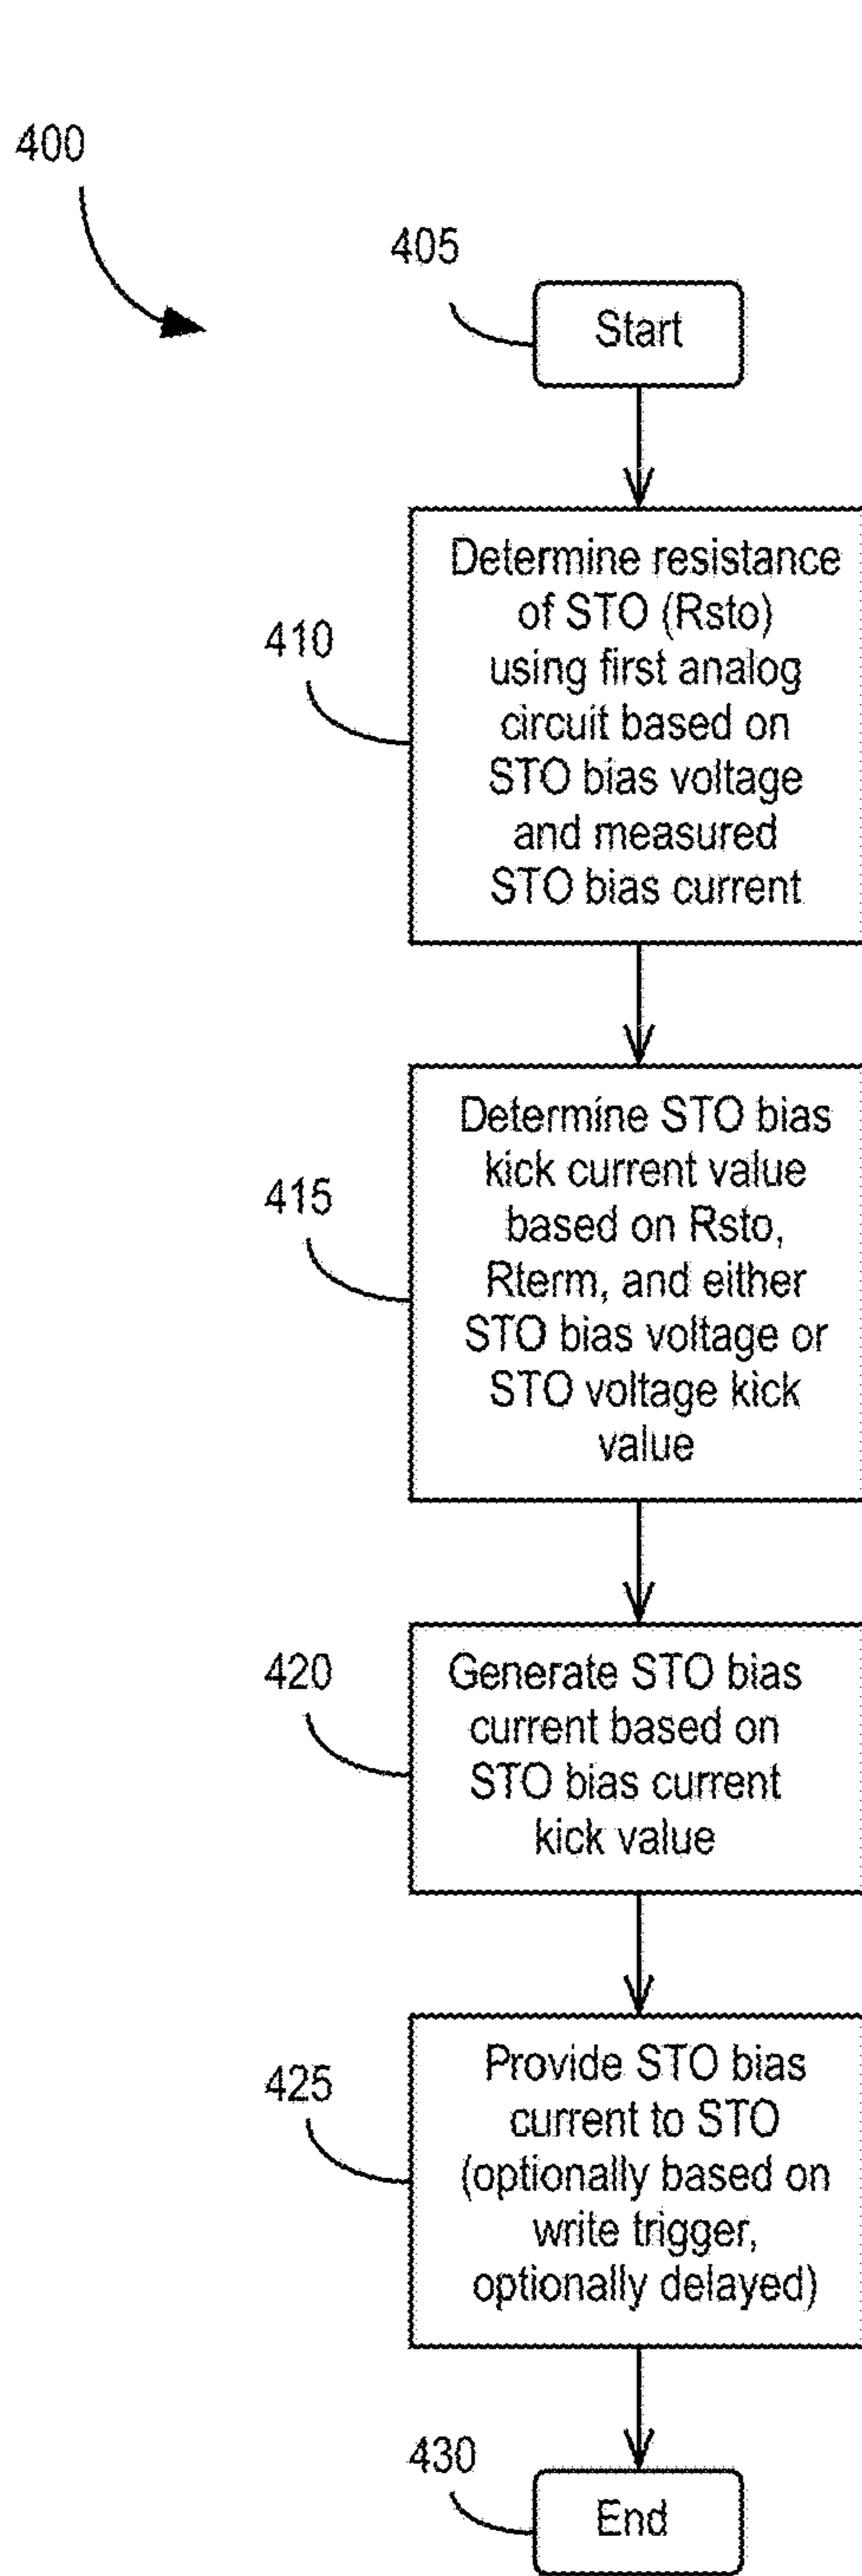 400
405
Start
410
Determine resistance
of STO (Rsto)
using first analog
circuit based on
STO bias voltage
and measured
STO bias current
415
Determine STO bias
kick current value
based on Rsto,
Rterm, and either
STO bias voltage or
STO voltage kick
value
420
Generate STO bias
current based on
STO bias current
kick value
425
Provide STO bias
current to STO
(optionally based on
write trigger,
optionally delayed)
430
End